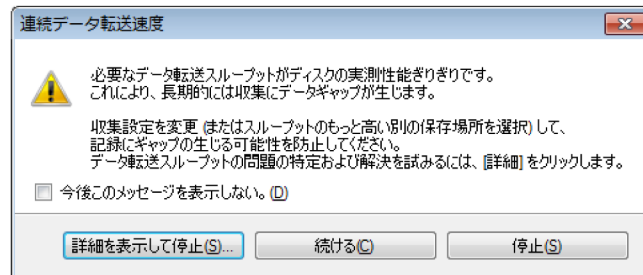 連続データ転送速度
必要なデータ転送スループットがディスクの実測性能ぎりぎりです。
これにより、長期的には収集にデータギャップが生じます。
収集設定を変更 (またはスループットのもっと高い別の保存場所を選択) して、
記録にギャップの生じる可能性を防止してください。
データ転送スループットの問題の特定および解決を試みるには、[詳細] をクリックします。
今後このメッセージを表示しない。(D)
詳細を表示して停止(S)... 続ける(C) 停止(S)